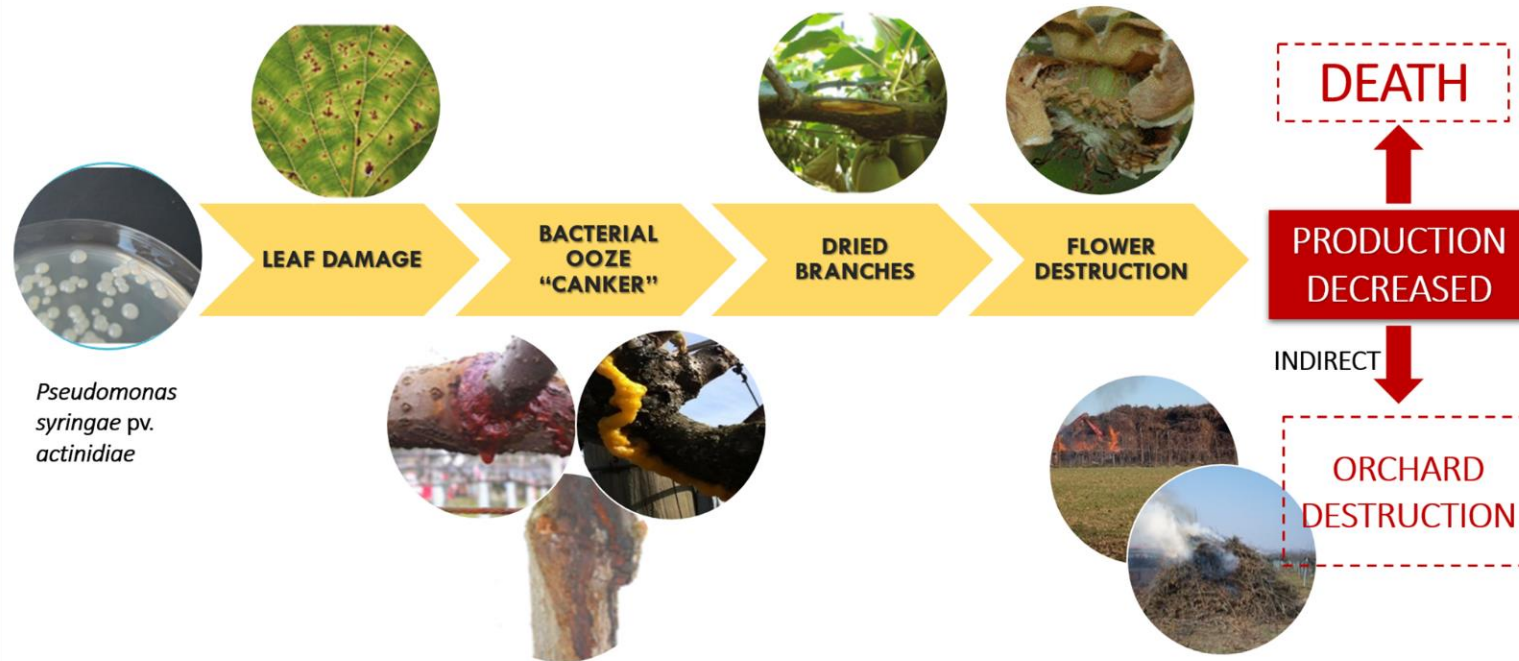 Pseudomonas
syringae pv.
actinidiae
LEAF DAMAGE
BACTERIAL
OOZE
“CANKER”
DRIED
BRANCHES
FLOWER
DESTRUCTION
DEATH
PRODUCTION
DECREASED
INDIRECT
ORCHARD
DESTRUCTION